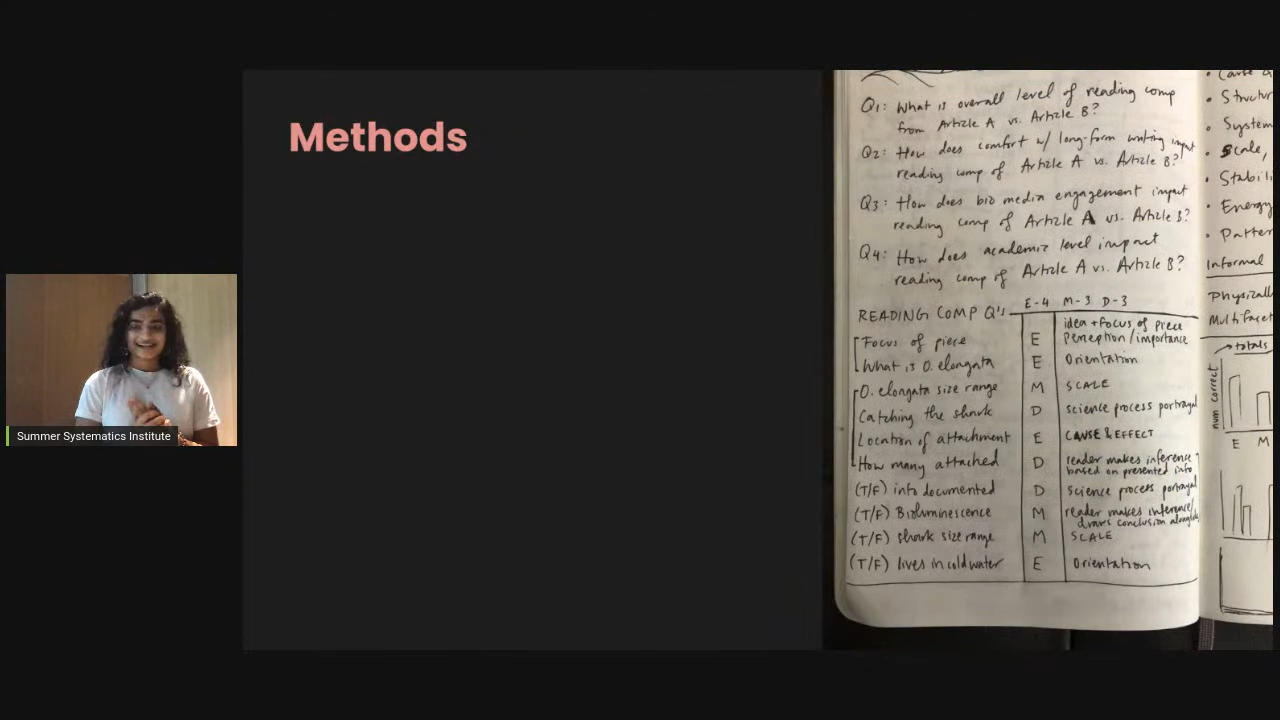 Methods
Summer Systematics Institute
Q1: What is overall level of reading comp
from Article A vs. Article B?
Q2: How does comfort w/ long-form writing impact
reading comp of Article A vs. Article B?
Q3: How does bio media engagement impact
reading comp of Article A vs. Article B?
Q4: How does academic level impact
reading comp of Article A vs. Article B?
READING COMP Q's E-4 M-3 D-3
Focus of piece E idea + focus of piece
perception/importance
What is O. elongata E Orientation
O. elongata size range M SCALE
Catching the shark D science process portrayal
Location of attachment E CAUSE & EFFECT
How many attached D reader makes inference
based on presented info
(T/F) info documented D science process portrayal
(T/F) Bioluminescence M reader makes inference/
draws conclusion
(T/F) shark size range M SCALE
(T/F) lives in cold water E Orientation
Cause
• Structur
• System
• Scale,
• Stabili
• Energy
• Patter
Informal
Physicall
Multifacet
→ totals
num correct
E M